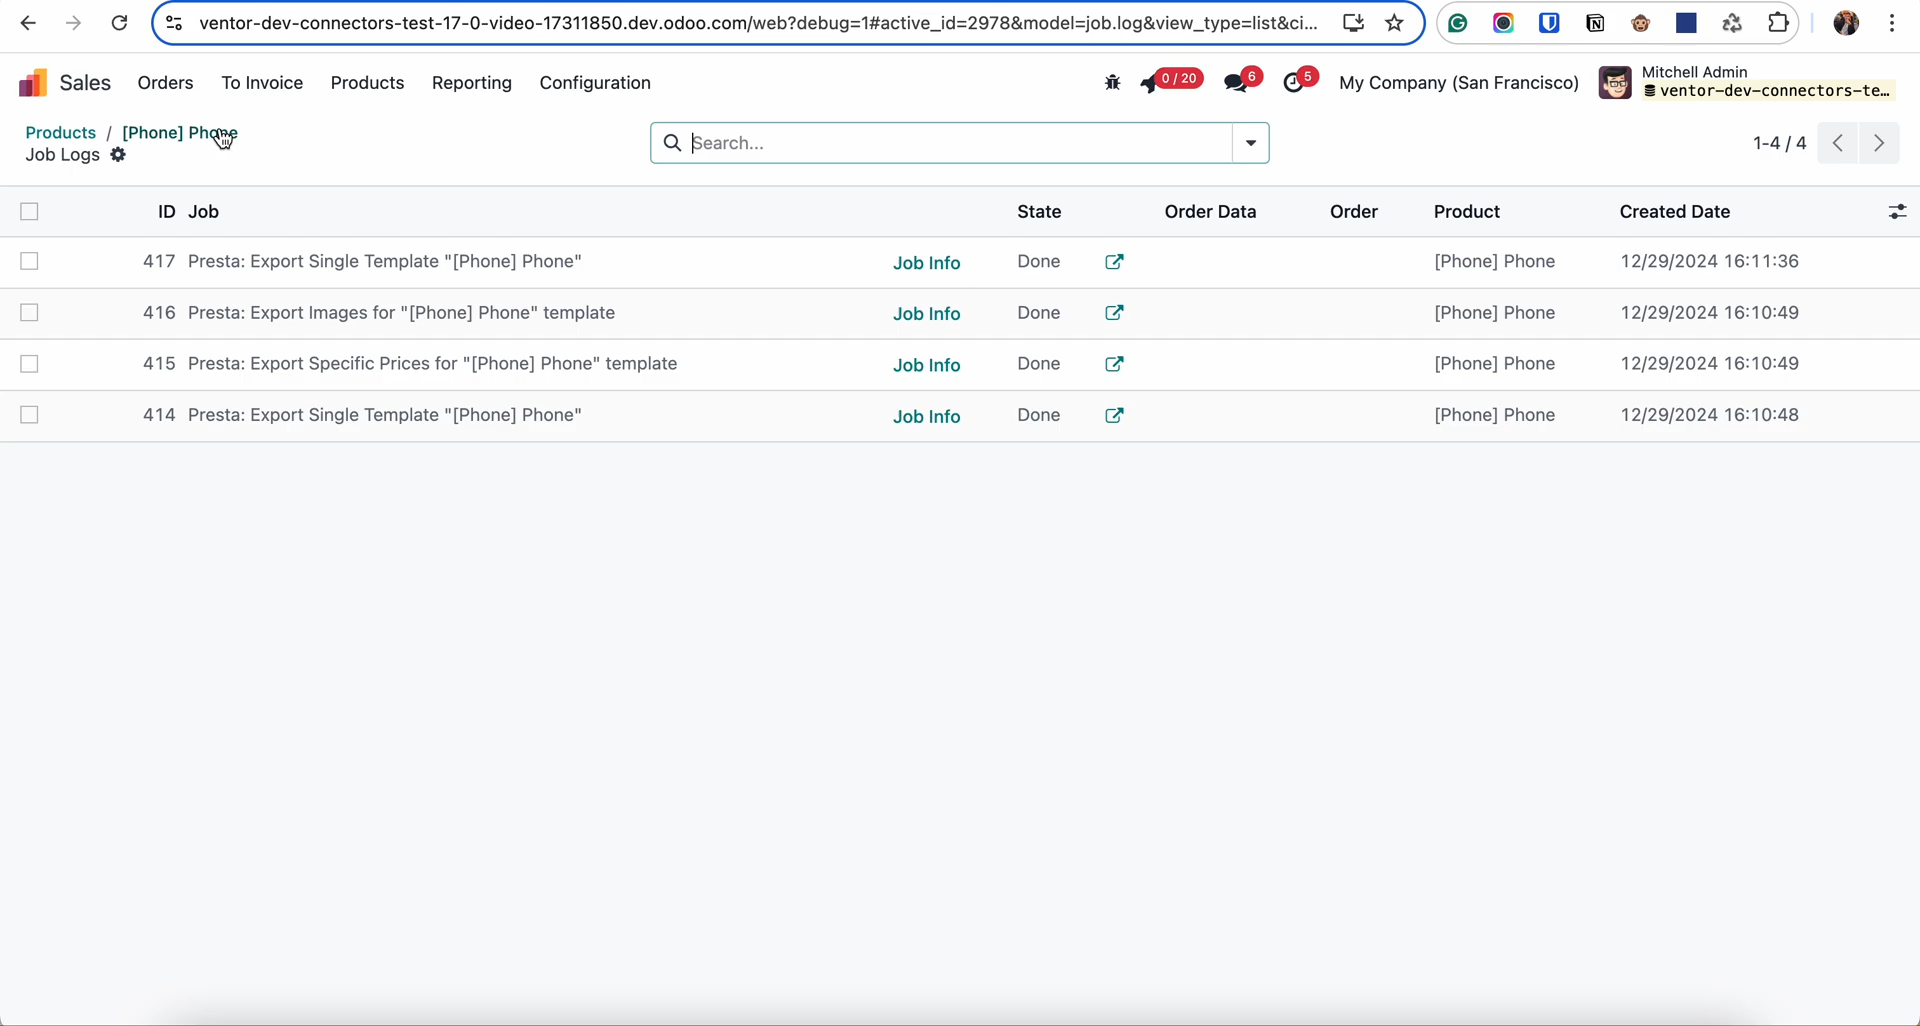 ventor-dev-connectors-test-17-0-video-17311850.dev.odoo.com/web?debug=1#active_id=2978&model=job.log&view_type=list&ci...
Sales Orders To Invoice Products Reporting Configuration 0 / 20 6 5 My Company (San Francisco) Mitchell Admin
ventor-dev-connectors-te...
Products / [Phone] Phone
Job Logs
Search...
1-4 / 4
ID Job State Order Data Order Product Created Date
417 Presta: Export Single Template "[Phone] Phone" Job Info Done [Phone] Phone 12/29/2024 16:11:36
416 Presta: Export Images for "[Phone] Phone" template Job Info Done [Phone] Phone 12/29/2024 16:10:49
415 Presta: Export Specific Prices for "[Phone] Phone" template Job Info Done [Phone] Phone 12/29/2024 16:10:49
414 Presta: Export Single Template "[Phone] Phone" Job Info Done [Phone] Phone 12/29/2024 16:10:48